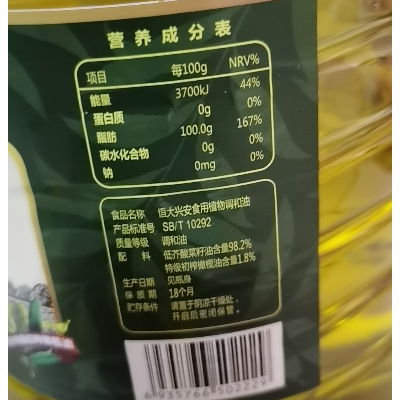 营养成分表
项目 每100g NRV%
能量 3700kJ 44%
蛋白质 0g 0%
脂肪 100.0g 167%
碳水化合物 0g 0%
钠 0mg 0%
食品名称 恒大兴安食用植物调和油
产品标准号 SB/T 10292
质量等级 调和油
配料 低芥酸菜籽油含量98.2%
特级初榨橄榄油含量1.8%
生产日期 见瓶身
保质期 18个月
贮存条件 请置于阴凉干燥处,
开启后密闭保管。
6 935766 502229